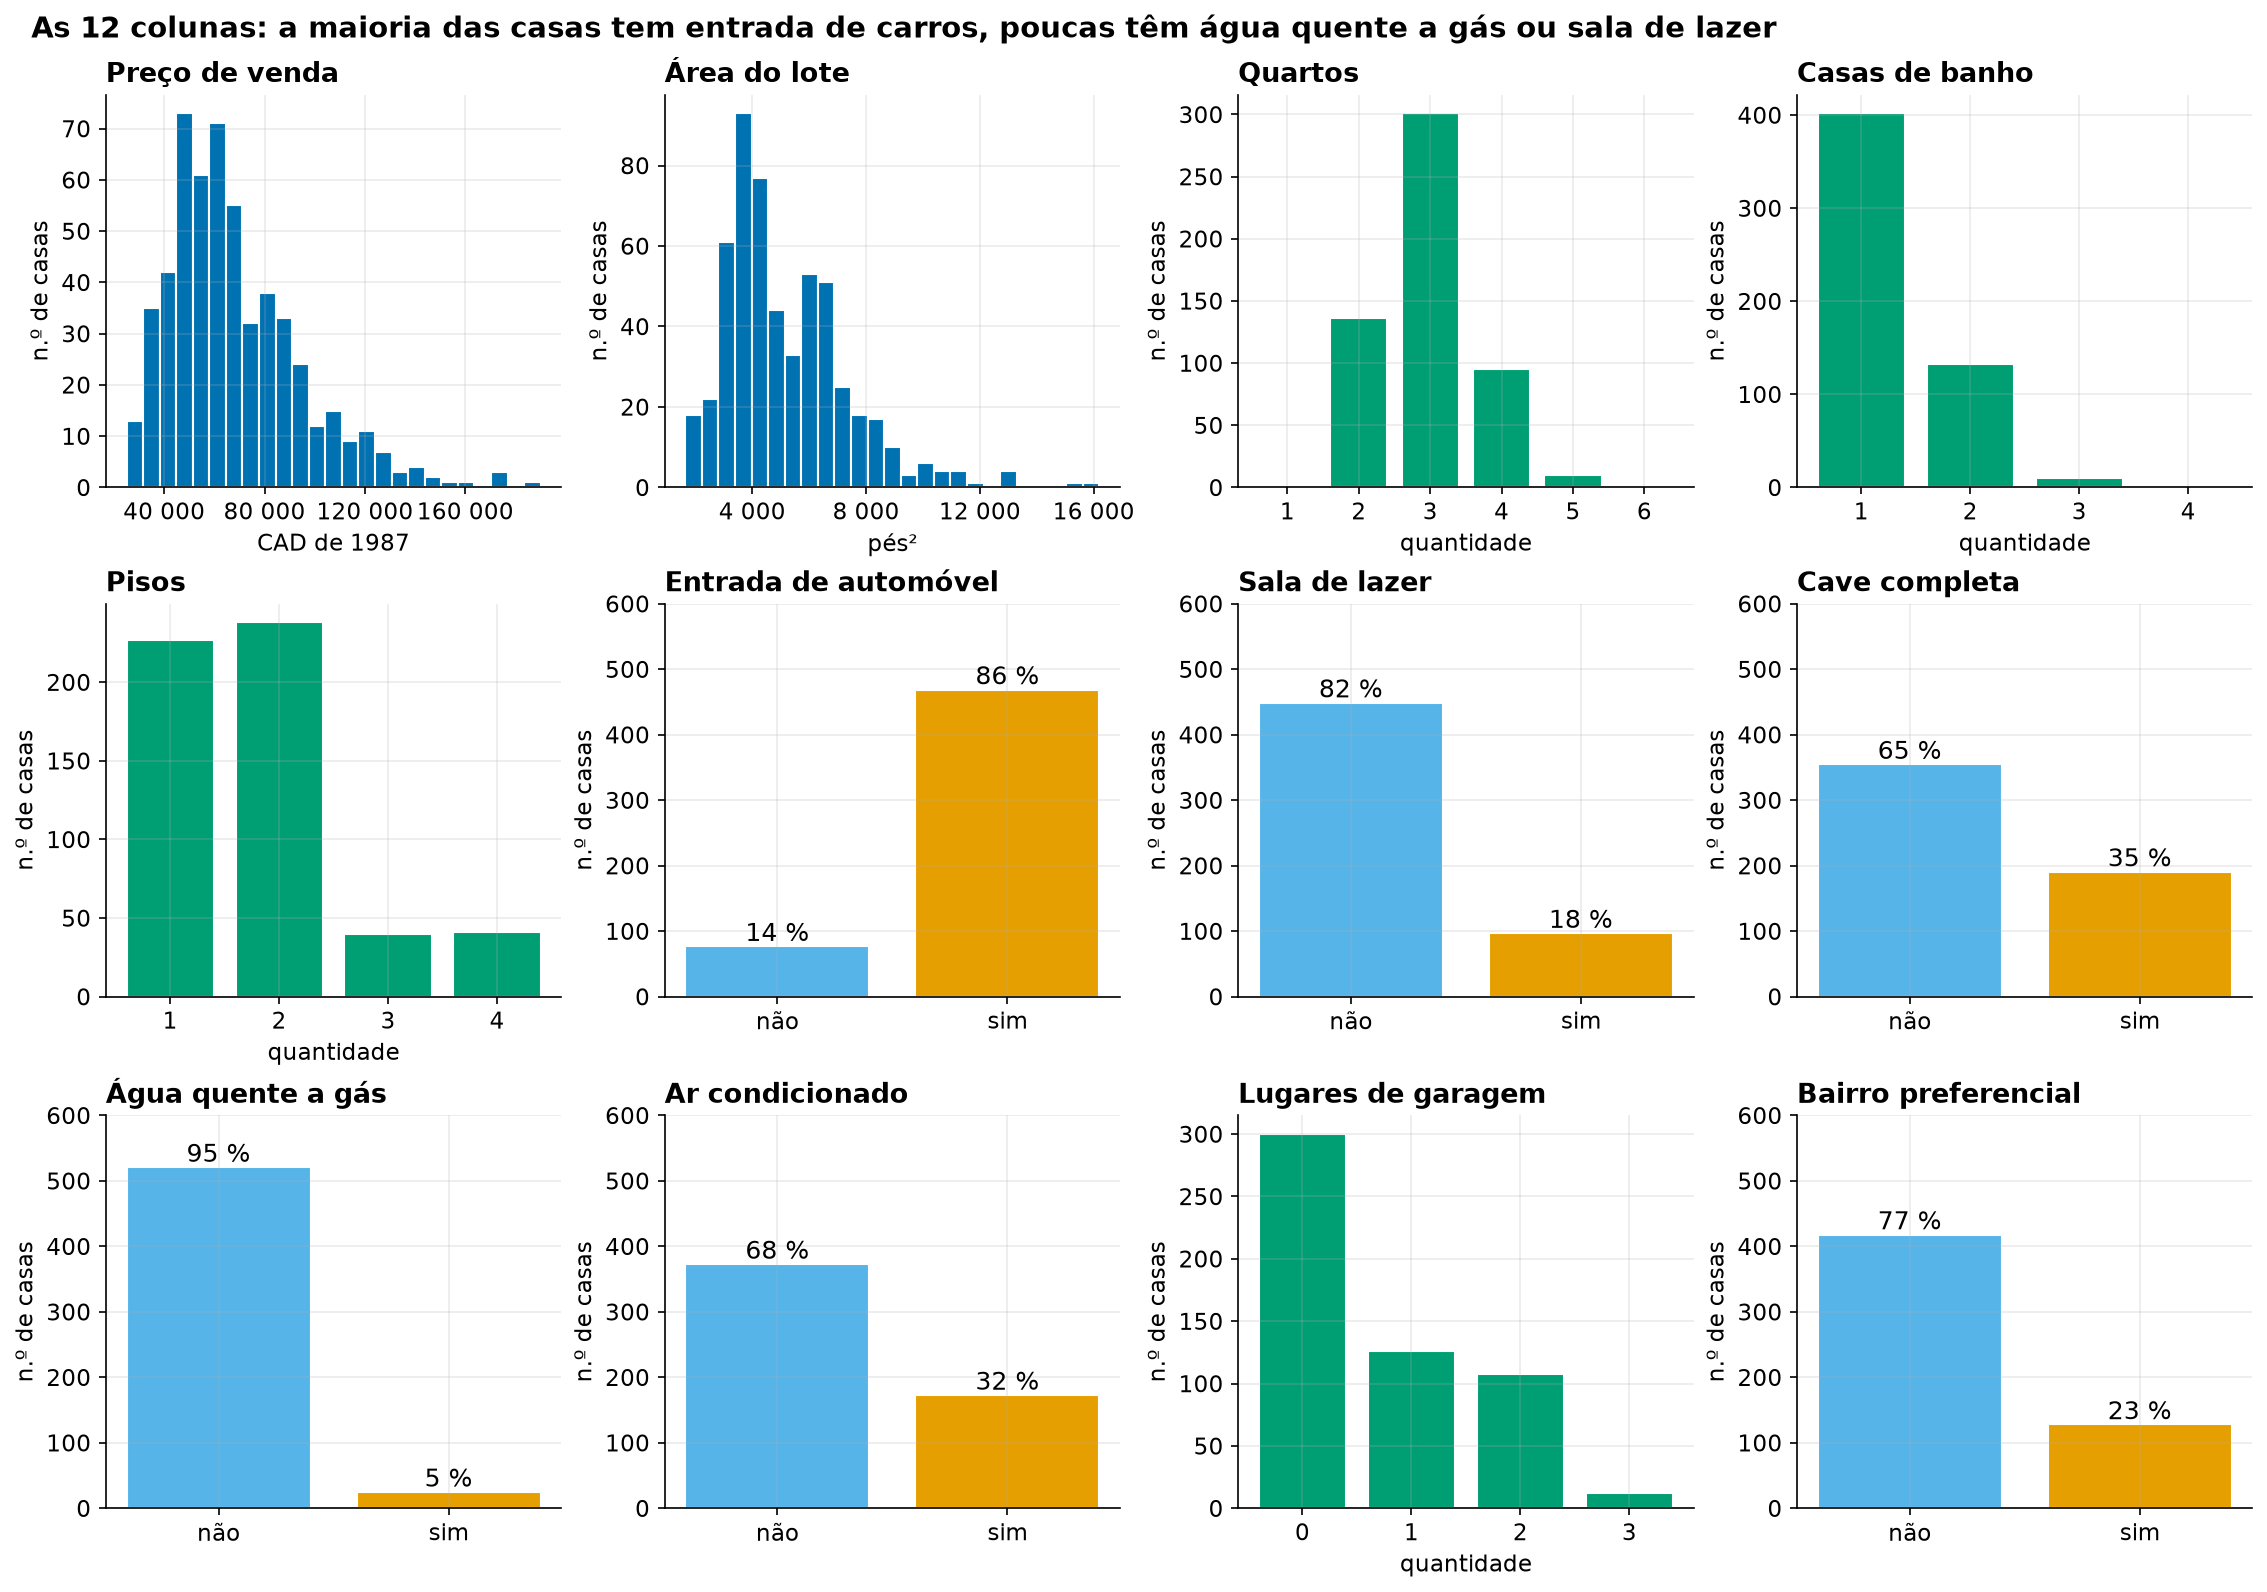 As 12 colunas: a maioria das casas tem entrada de carros, poucas têm água quente a gás ou sala de lazer
Preço de venda
n.º de casas
70
60
50
40
30
20
10
0
40 000 80 000 120 000 160 000
CAD de 1987
Área do lote
n.º de casas
80
60
40
20
0
4 000 8 000 12 000 16 000
pés²
Quartos
n.º de casas
300
250
200
150
100
50
0
1 2 3 4 5 6
quantidade
Casas de banho
n.º de casas
400
300
200
100
0
1 2 3 4
quantidade
Pisos
n.º de casas
200
150
100
50
0
1 2 3 4
quantidade
Entrada de automóvel
n.º de casas
600
500
400
300
200
100
0
14 %
86 %
não sim
Sala de lazer
n.º de casas
600
500
400
300
200
100
0
82 %
18 %
não sim
Cave completa
n.º de casas
600
500
400
300
200
100
0
65 %
35 %
não sim
Água quente a gás
n.º de casas
600
500
400
300
200
100
0
95 %
5 %
não sim
Ar condicionado
n.º de casas
600
500
400
300
200
100
0
68 %
32 %
não sim
Lugares de garagem
n.º de casas
300
250
200
150
100
50
0
0 1 2 3
quantidade
Bairro preferencial
n.º de casas
600
500
400
300
200
100
0
77 %
23 %
não sim